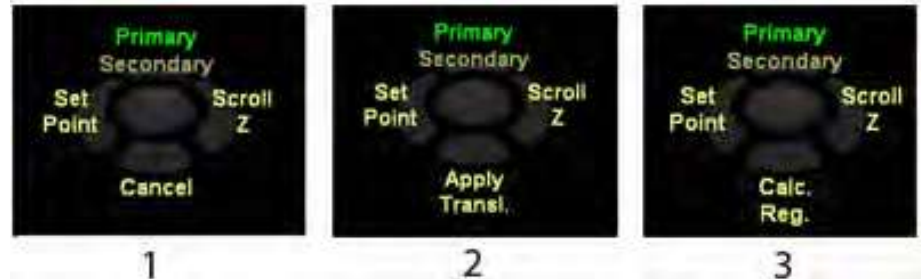 Primary
Secondary
Set
Point
Scroll
Z
Cancel
1
Primary
Secondary
Set
Point
Scroll
Z
Apply
Transl.
2
Primary
Secondary
Set
Point
Scroll
Z
Calc.
Reg.
3